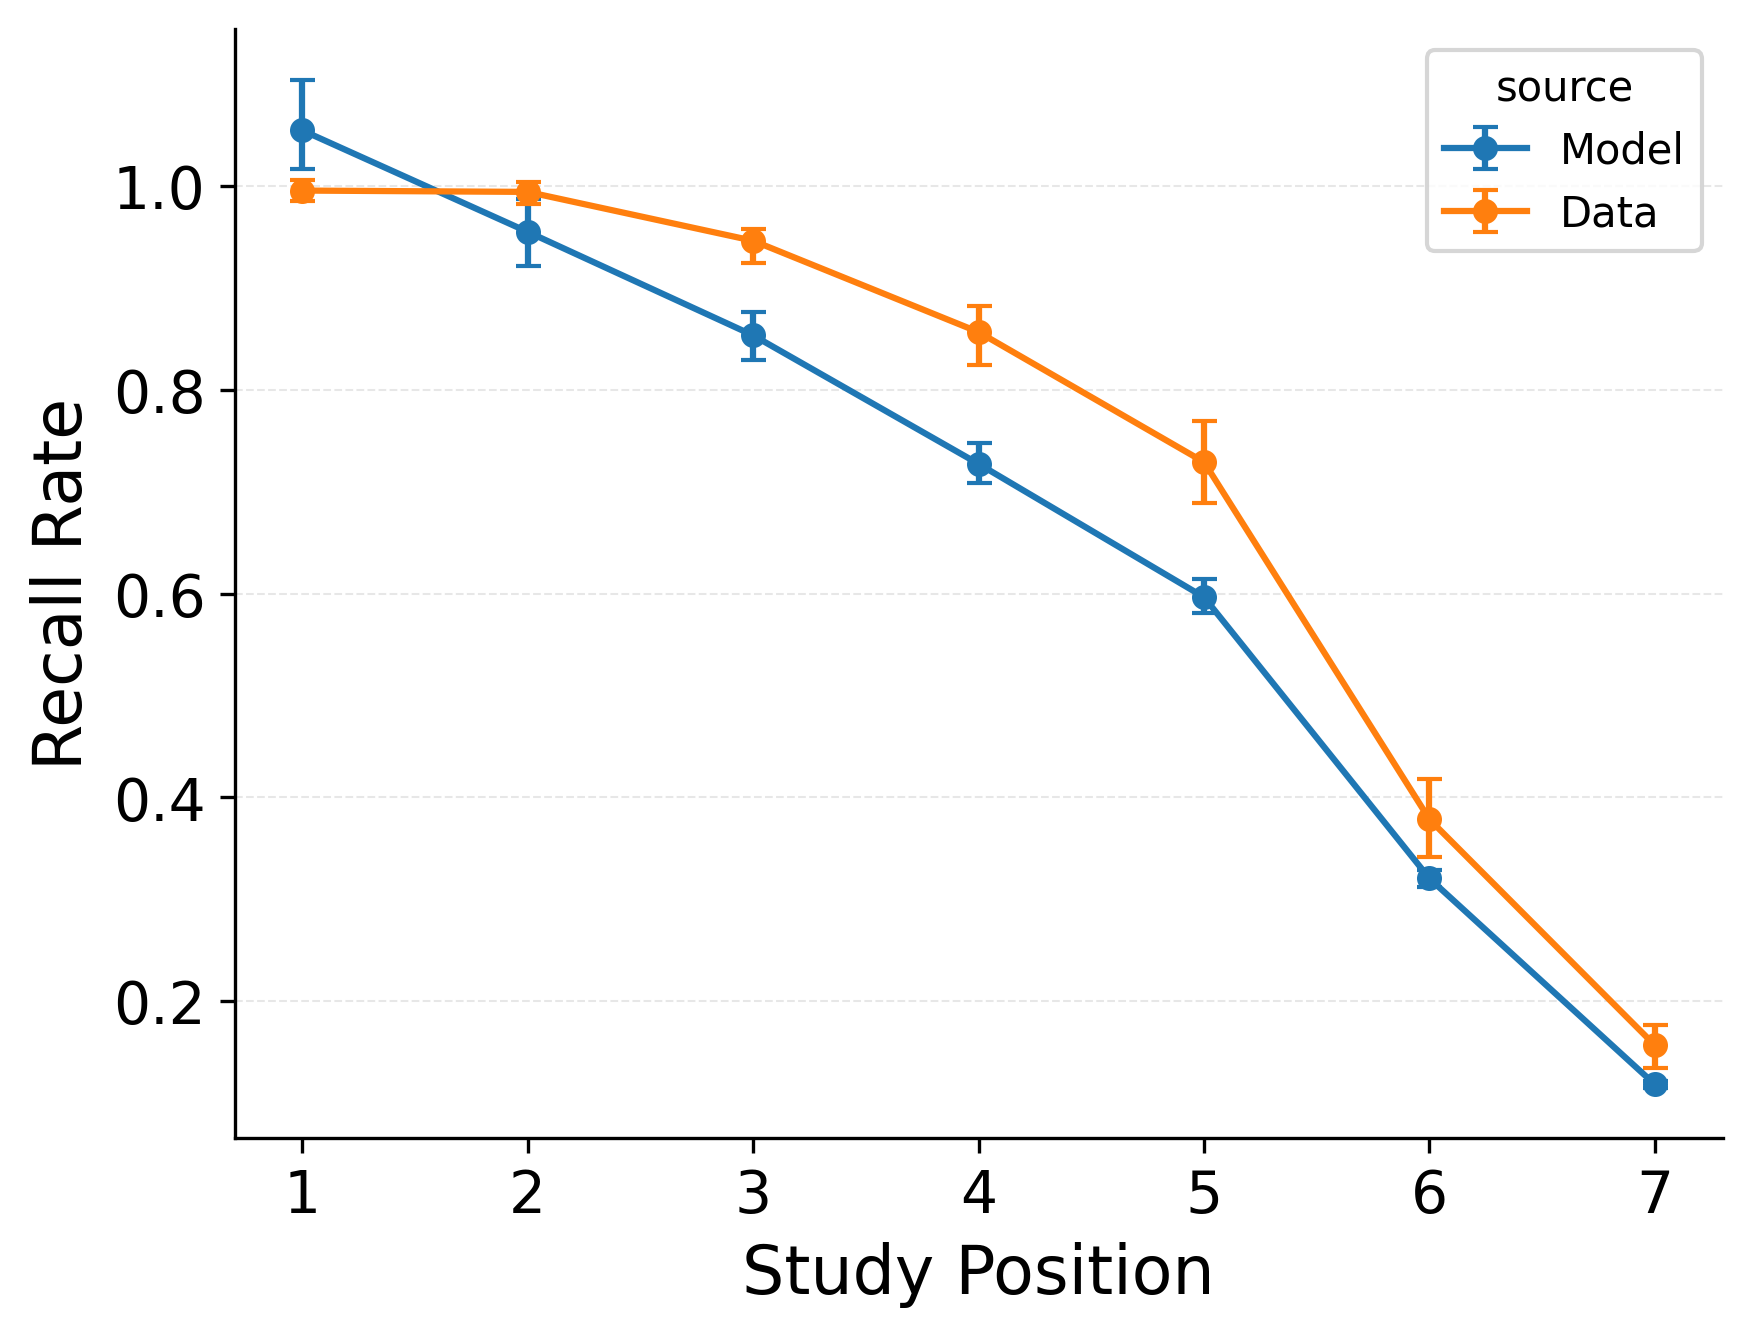 source
Model
Data
Recall Rate
1.0
0.8
0.6
0.4
0.2
1 2 3 4 5 6 7
Study Position